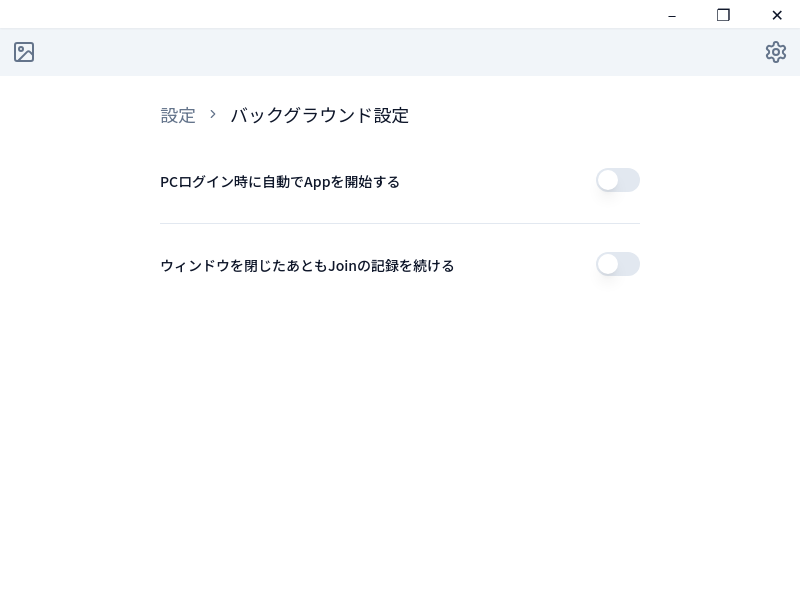 設定 > バックグラウンド設定
PCログイン時に自動でAppを開始する
ウィンドウを閉じたあともJoinの記録を続ける